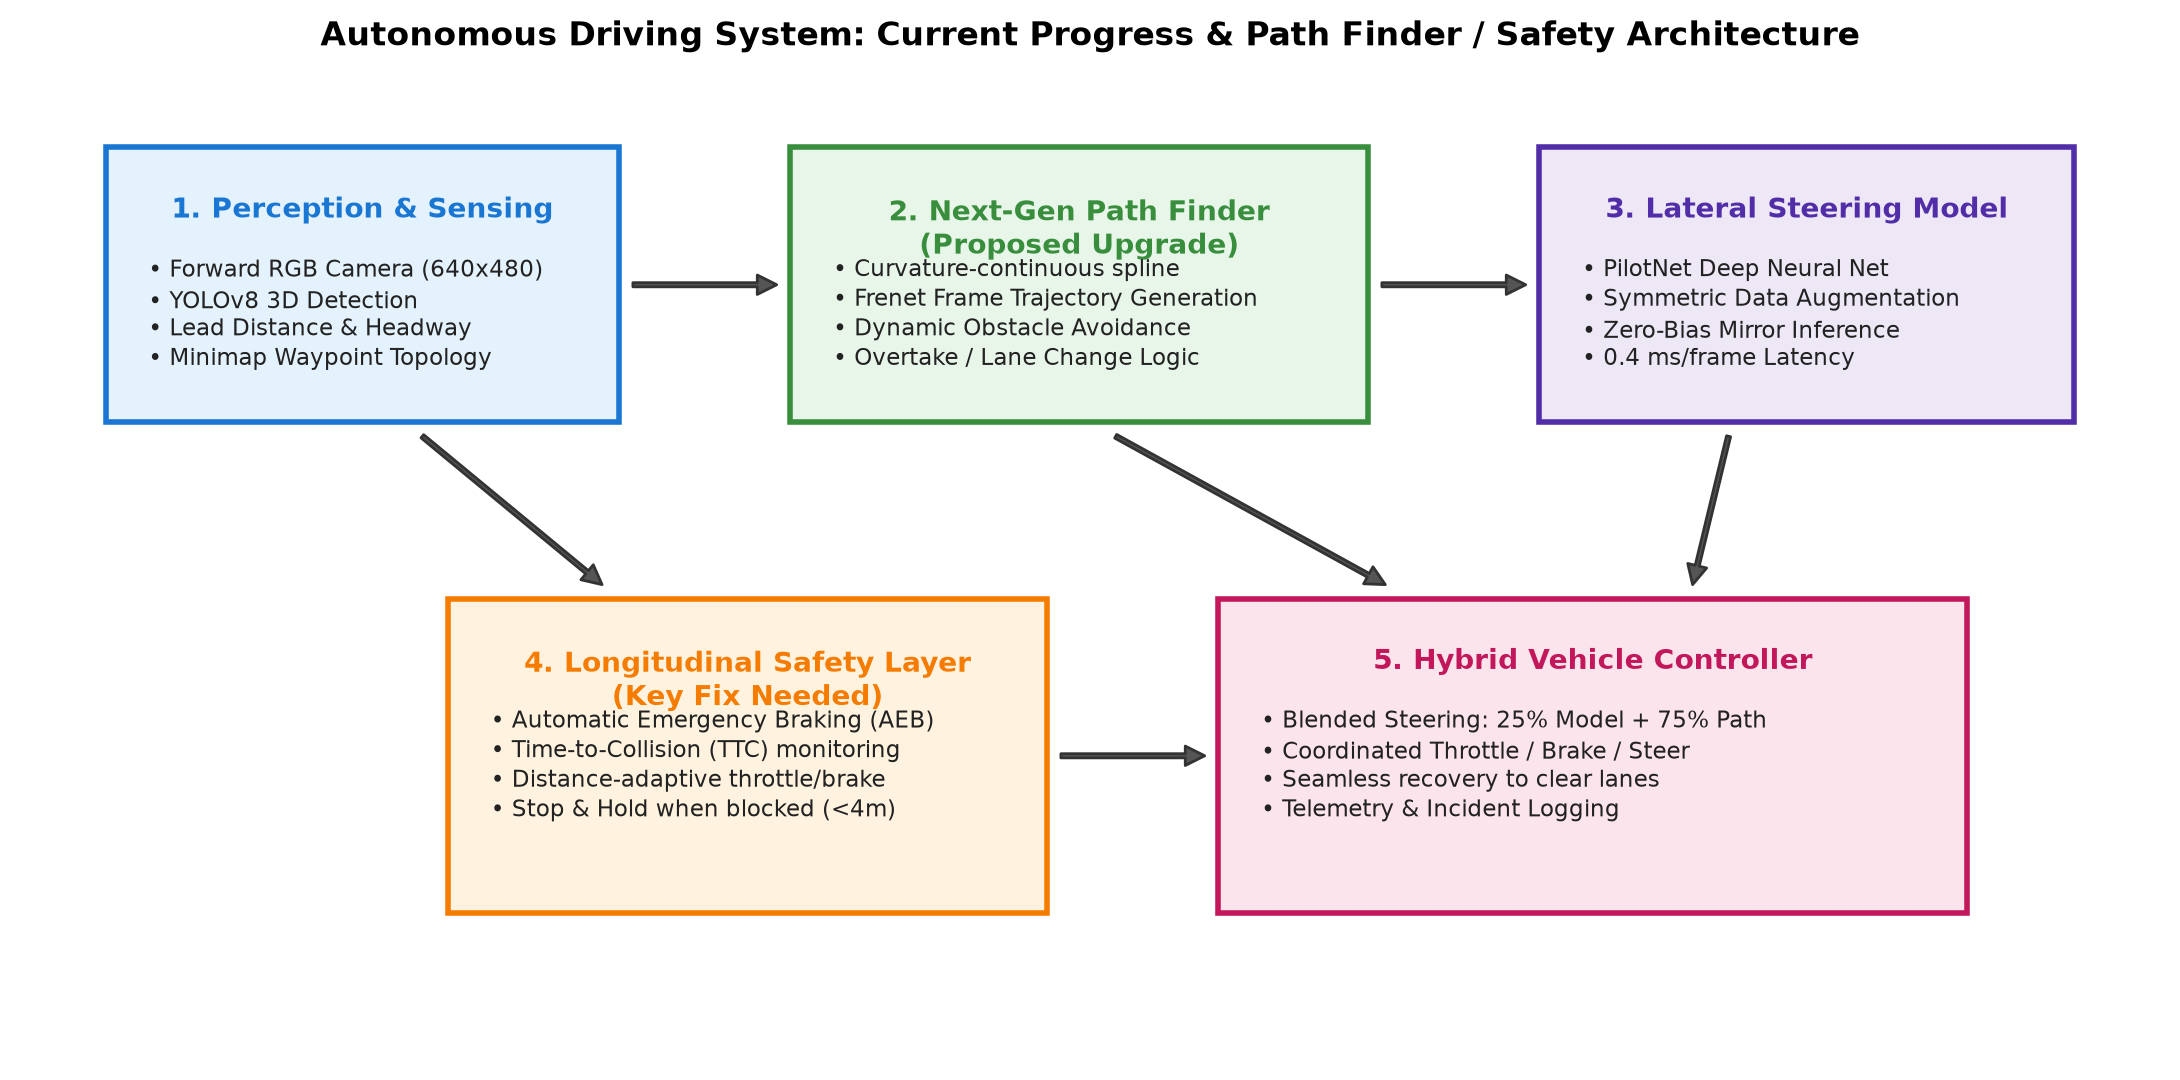 Autonomous Driving System: Current Progress & Path Finder / Safety Architecture
1. Perception & Sensing
• Forward RGB Camera (640x480)
• YOLOv8 3D Detection
• Lead Distance & Headway
• Minimap Waypoint Topology
2. Next-Gen Path Finder
(Proposed Upgrade)
• Curvature-continuous spline
• Frenet Frame Trajectory Generation
• Dynamic Obstacle Avoidance
• Overtake / Lane Change Logic
3. Lateral Steering Model
• PilotNet Deep Neural Net
• Symmetric Data Augmentation
• Zero-Bias Mirror Inference
• 0.4 ms/frame Latency
4. Longitudinal Safety Layer
(Key Fix Needed)
• Automatic Emergency Braking (AEB)
• Time-to-Collision (TTC) monitoring
• Distance-adaptive throttle/brake
• Stop & Hold when blocked (<4m)
5. Hybrid Vehicle Controller
• Blended Steering: 25% Model + 75% Path
• Coordinated Throttle / Brake / Steer
• Seamless recovery to clear lanes
• Telemetry & Incident Logging